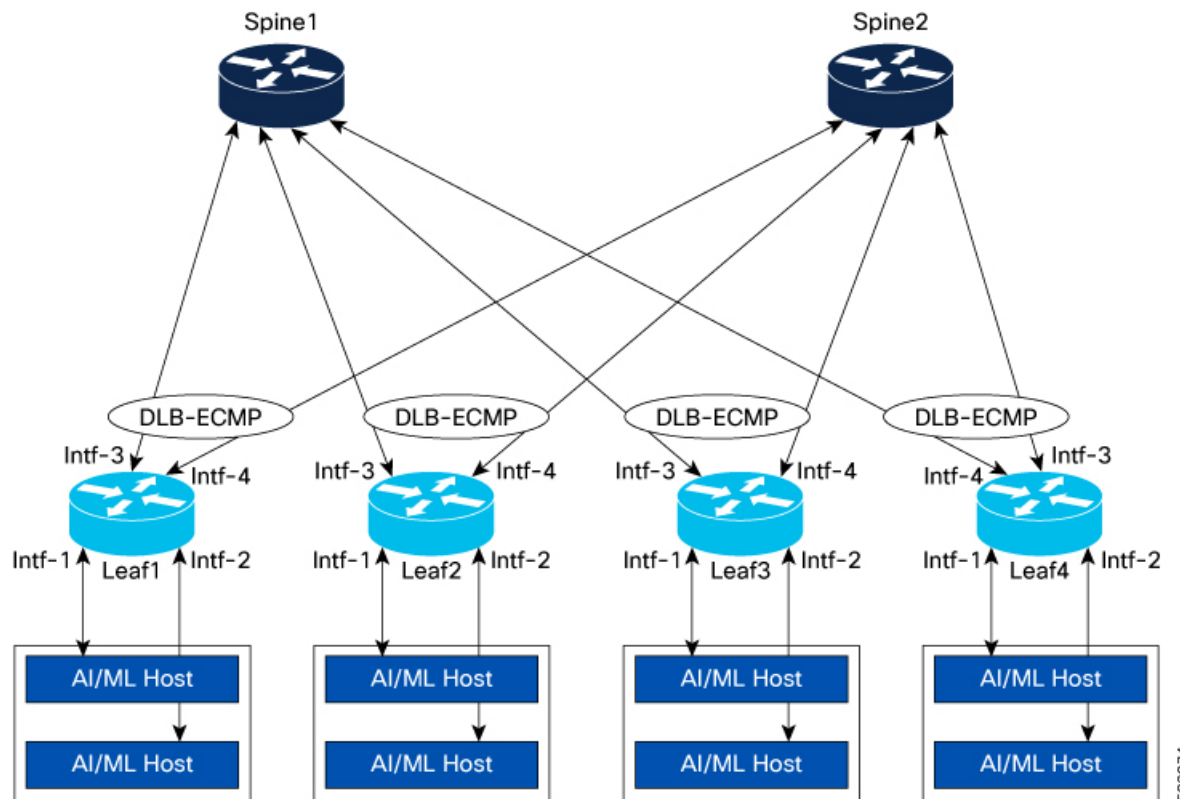 Spine1 Spine2
DLB-ECMP DLB-ECMP DLB-ECMP DLB-ECMP
Intf-3 Intf-4 Intf-3 Intf-4 Intf-3 Intf-4 Intf-4 Intf-3
Intf-1 Leaf1 Intf-2 Intf-1 Leaf2 Intf-2 Intf-1 Leaf3 Intf-2 Intf-1 Leaf4 Intf-2
AI/ML Host AI/ML Host AI/ML Host AI/ML Host
AI/ML Host AI/ML Host AI/ML Host AI/ML Host